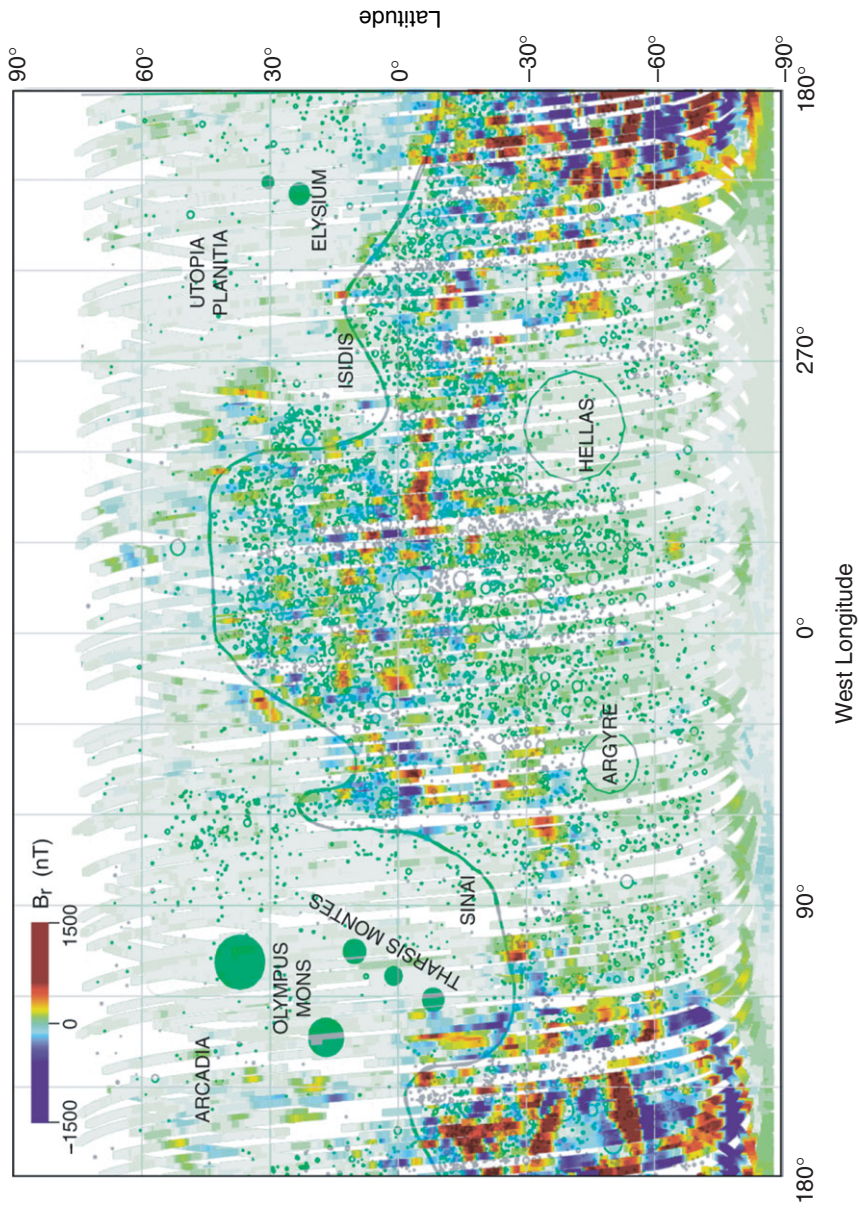 Latitude
90°
60°
30°
0°
−30°
−60°
−90°
180°
270°
0°
90°
180°
West Longitude
Br (nT)
−1500
0
1500
ARCADIA
OLYMPUS
MONS
THARSIS MONTES
SINAI
ARGYRE
HELLAS
ISIDIS
UTOPIA
PLANITIA
ELYSIUM